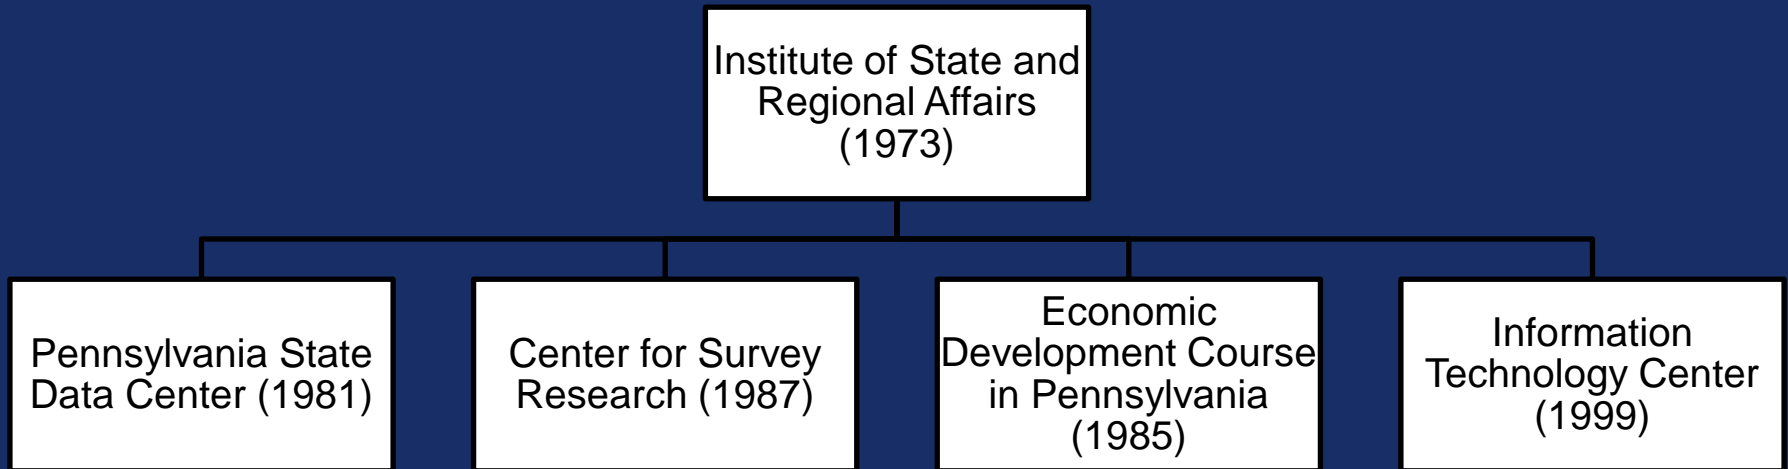 Institute of State and
Regional Affairs
(1973)
Pennsylvania State
Data Center (1981)
Center for Survey
Research (1987)
Economic
Development Course
in Pennsylvania
(1985)
Information
Technology Center
(1999)